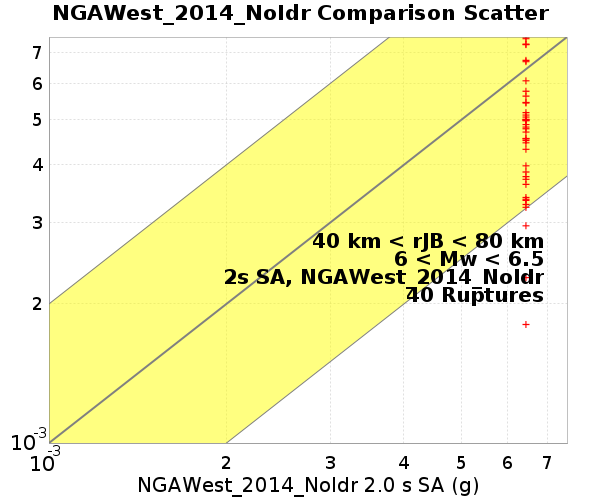 NGAWest_2014_NoIdr Comparison Scatter
7
6
5
4
3
2
10-3
40 km < rJB < 80 km
6 < Mw < 6.5
2s SA, NGAWest_2014_NoIdr
40 Ruptures
10-3
2
3
4
5
6
7
NGAWest_2014_NoIdr 2.0 s SA (g)